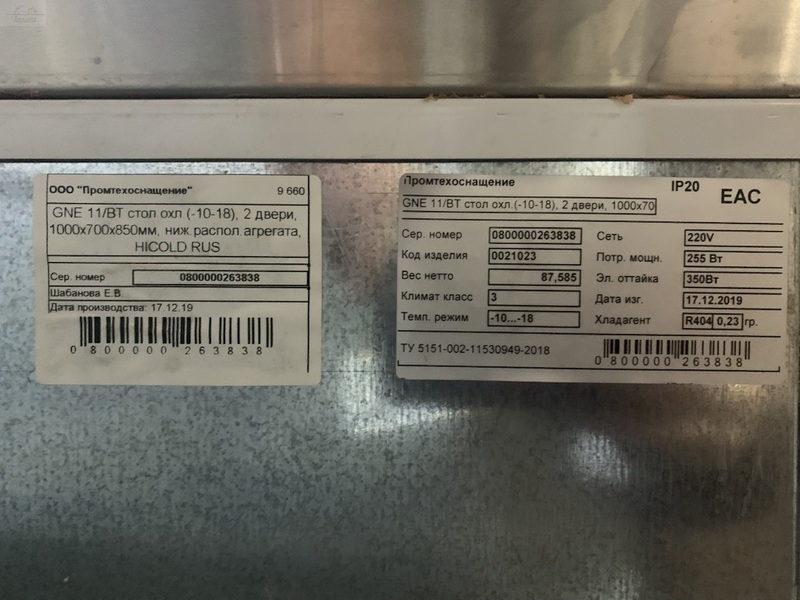 ООО "Промтехоснащение" 9 660
GNE 11/BT стол охл.(-10-18), 2 двери,
1000x700x850мм, ниж.распол.агрегата,
HICOLD RUS
Сер. номер 0800000263838
Шабанова Е.В.
Дата производства: 17.12.19
0 800000 263838
Промтехоснащение IP20 EAC
GNE 11/BT стол охл.(-10-18), 2 двери, 1000x70
Сер. номер 0800000263838 Сеть 220V
Код изделия 0021023 Потр. мощн. 255 Вт
Вес нетто 87,585 Эл. оттайка 350Вт
Климат класс 3 Дата изг. 17.12.2019
Темп. режим -10...-18 Хладагент R404 0,23 гр.
ТУ 5151-002-11530949-2018
0 800000 263838